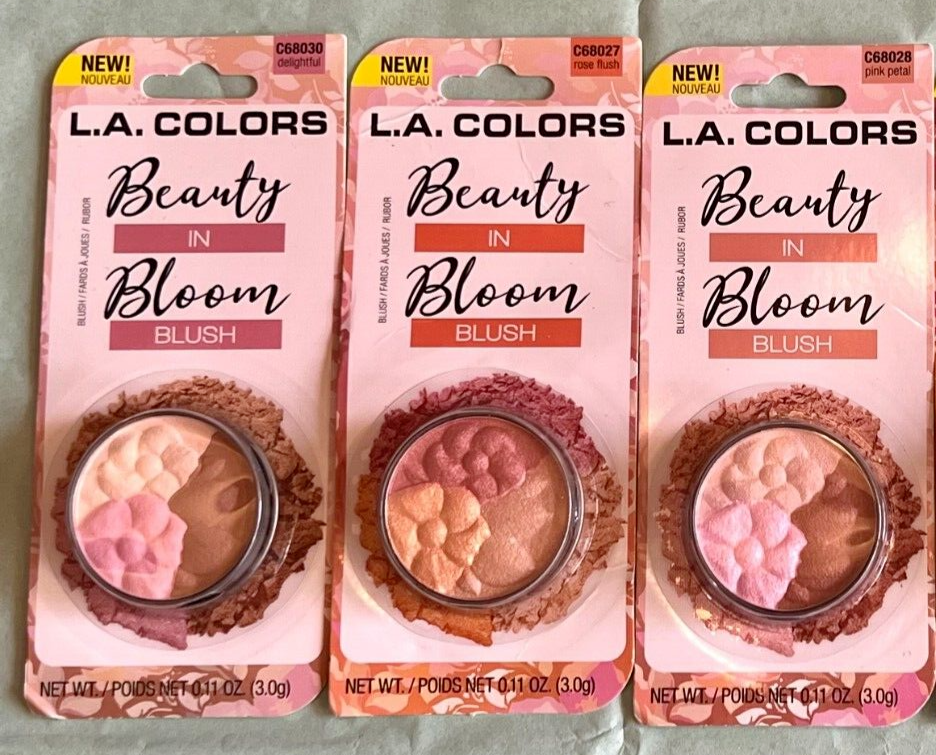 NEW!
NOUVEAU
C68030
delightful
L.A. COLORS
Beauty
IN
Bloom
BLUSH
BLUSH / FARDS À JOUES / RUBOR
NET WT. / POIDS NET 0.11 OZ. (3.0g)
NEW!
NOUVEAU
C68027
rose flush
L.A. COLORS
Beauty
IN
Bloom
BLUSH
BLUSH / FARDS À JOUES / RUBOR
NET WT. / POIDS NET 0.11 OZ. (3.0g)
NEW!
NOUVEAU
C68028
pink petal
L.A. COLORS
Beauty
IN
Bloom
BLUSH
BLUSH / FARDS À JOUES / RUBOR
NET WT. / POIDS NET 0.11 OZ. (3.0g)